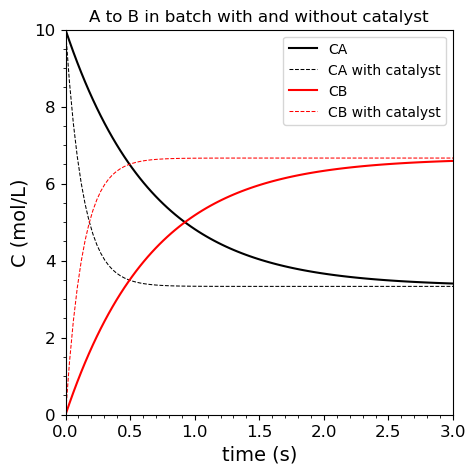 A to B in batch with and without catalyst
10
8
6
4
2
0
C (mol/L)
CA
CA with catalyst
CB
CB with catalyst
0.0 0.5 1.0 1.5 2.0 2.5 3.0
time (s)